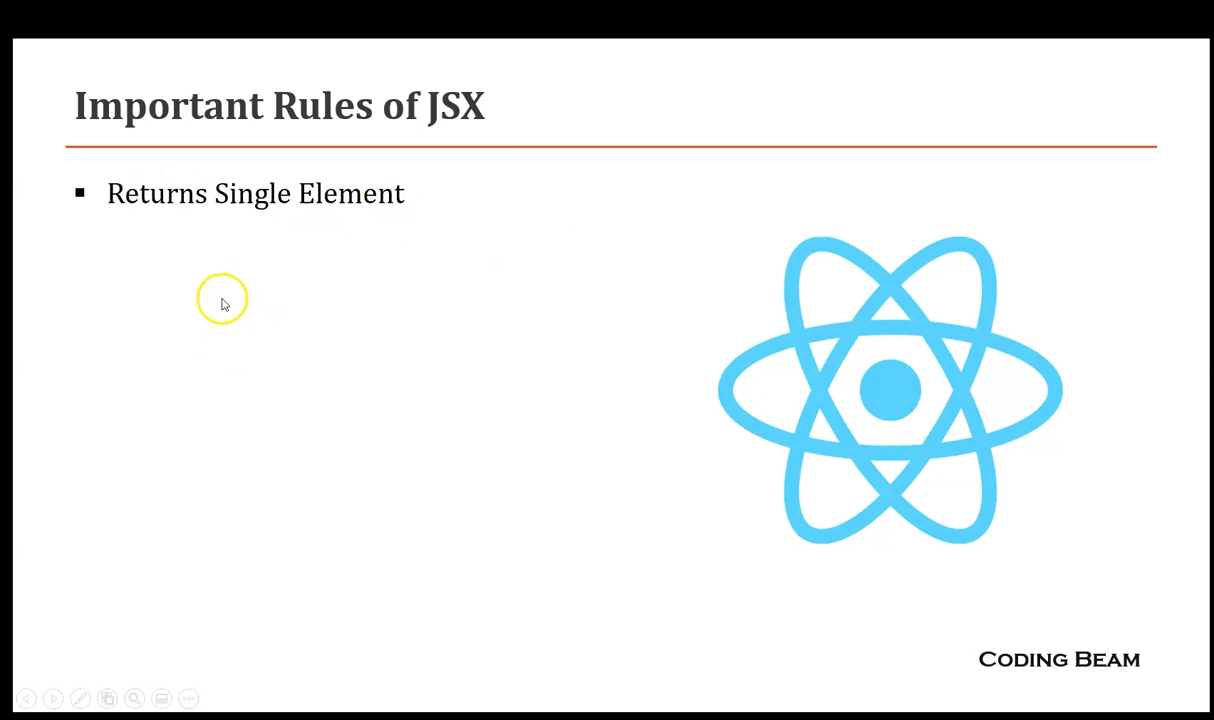 Important Rules of JSX
Returns Single Element
Coding Beam